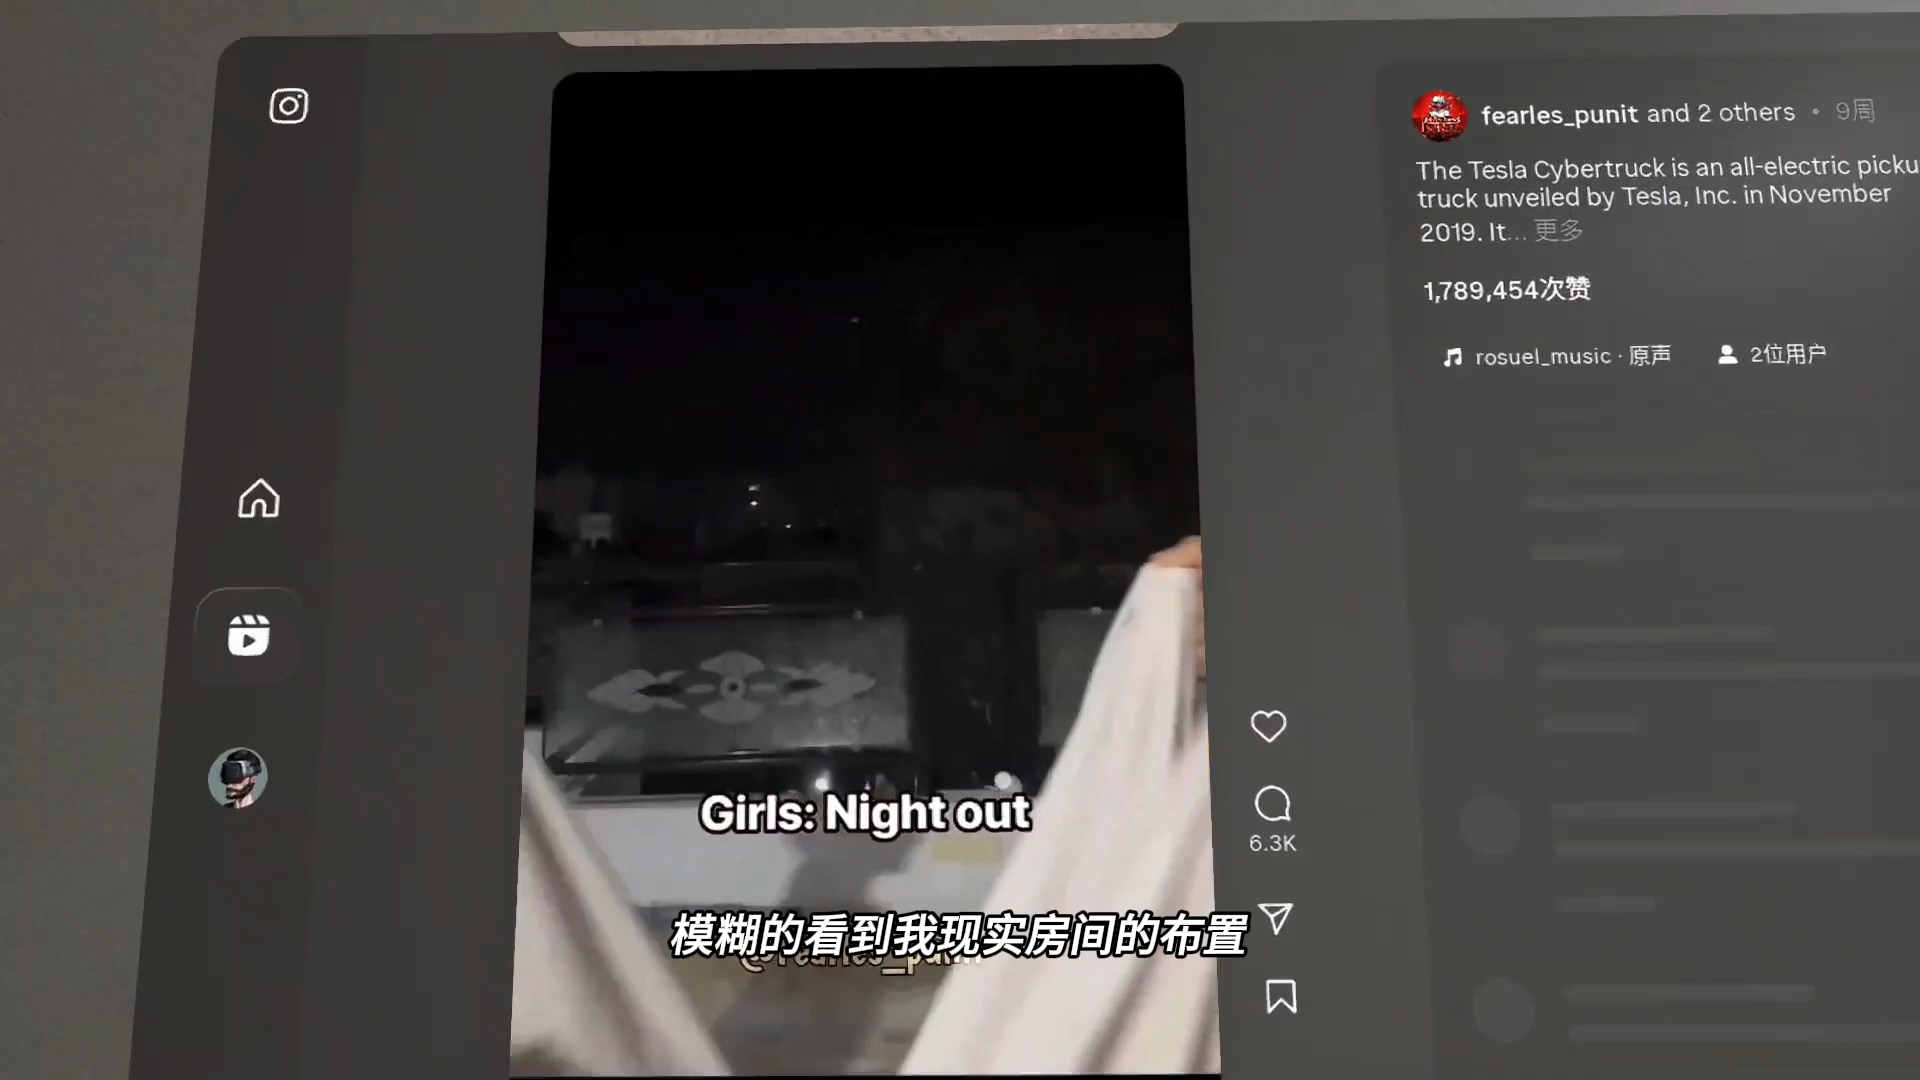 fearles_punit and 2 others • 9周
The Tesla Cybertruck is an all-electric picku
truck unveiled by Tesla, Inc. in November
2019. It... 更多
1,789,454次赞
rosuel_music · 原声 2位用户
Girls: Night out
6.3K
模糊的看到我现实房间的布置
@fearles_punit